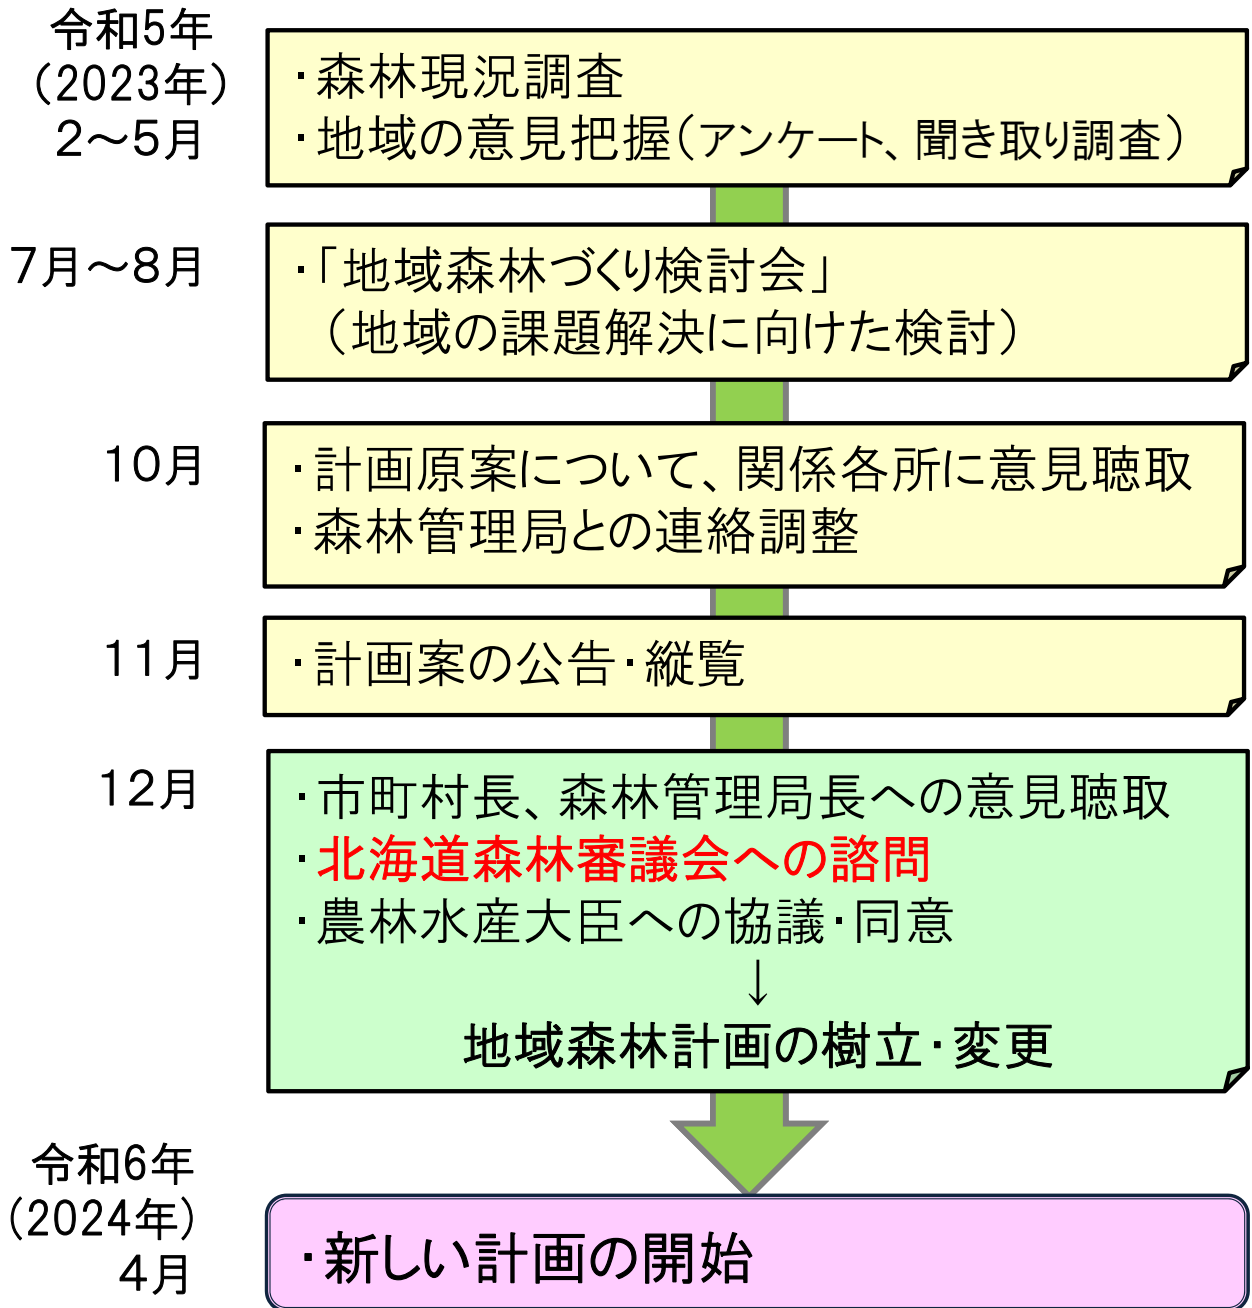 令和5年
（2023年）
2～5月
・森林現況調査
・地域の意見把握（アンケート、聞き取り調査）
7月～8月
・「地域森林づくり検討会」
（地域の課題解決に向けた検討）
10月
・計画原案について、関係各所に意見聴取
・森林管理局との連絡調整
11月
・計画案の公告・縦覧
12月
・市町村長、森林管理局長への意見聴取
・北海道森林審議会への諮問
・農林水産大臣への協議・同意
↓
地域森林計画の樹立・変更
令和6年
（2024年）
4月
・新しい計画の開始